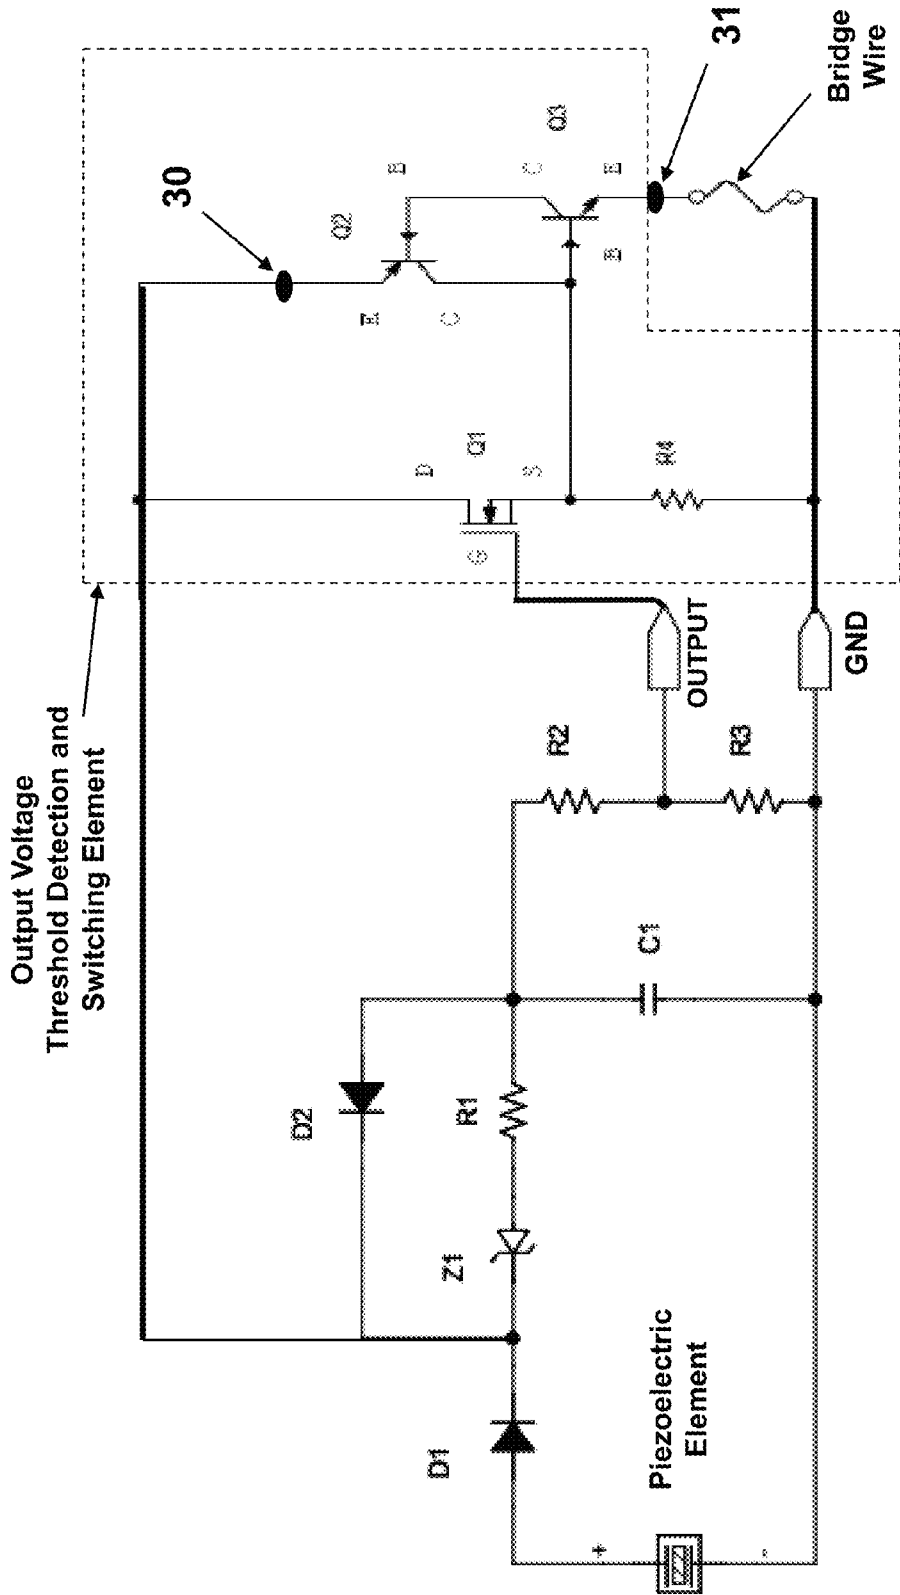 Output Voltage
Threshold Detection and
Switching Element
30
31
Q2
B
E
C
Q3
C
E
B
Bridge
Wire
D
Q1
G
S
R4
OUTPUT
GND
R2
R3
D2
R1
C1
Z1
D1
Piezoelectric
Element
+
-